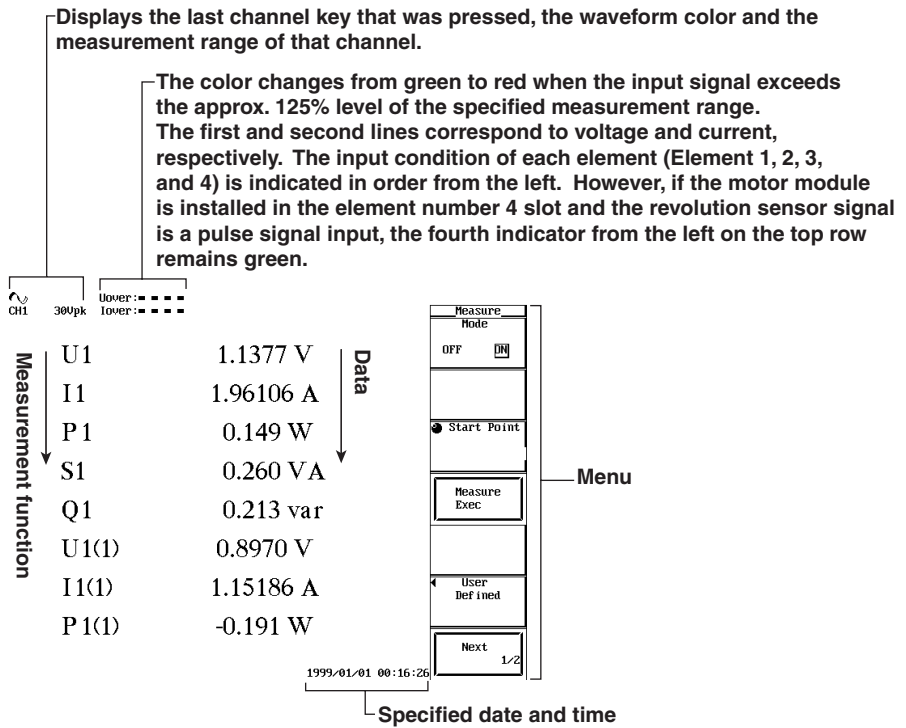 Displays the last channel key that was pressed, the waveform color and the
measurement range of that channel.
The color changes from green to red when the input signal exceeds
the approx. 125% level of the specified measurement range.
The first and second lines correspond to voltage and current,
respectively. The input condition of each element (Element 1, 2, 3,
and 4) is indicated in order from the left. However, if the motor module
is installed in the element number 4 slot and the revolution sensor signal
is a pulse signal input, the fourth indicator from the left on the top row
remains green.
CH1 30Vpk
Uover:
Iover:
Measurement function
Data
U1 1.1377 V
I1 1.96106 A
P1 0.149 W
S1 0.260 VA
Q1 0.213 var
U1(1) 0.8970 V
I1(1) 1.15186 A
P1(1) -0.191 W
1999/01/01 00:16:26
Measure
Mode
OFF ON
Start Point
Measure
Exec
User
Defined
Next
1/2
Menu
Specified date and time